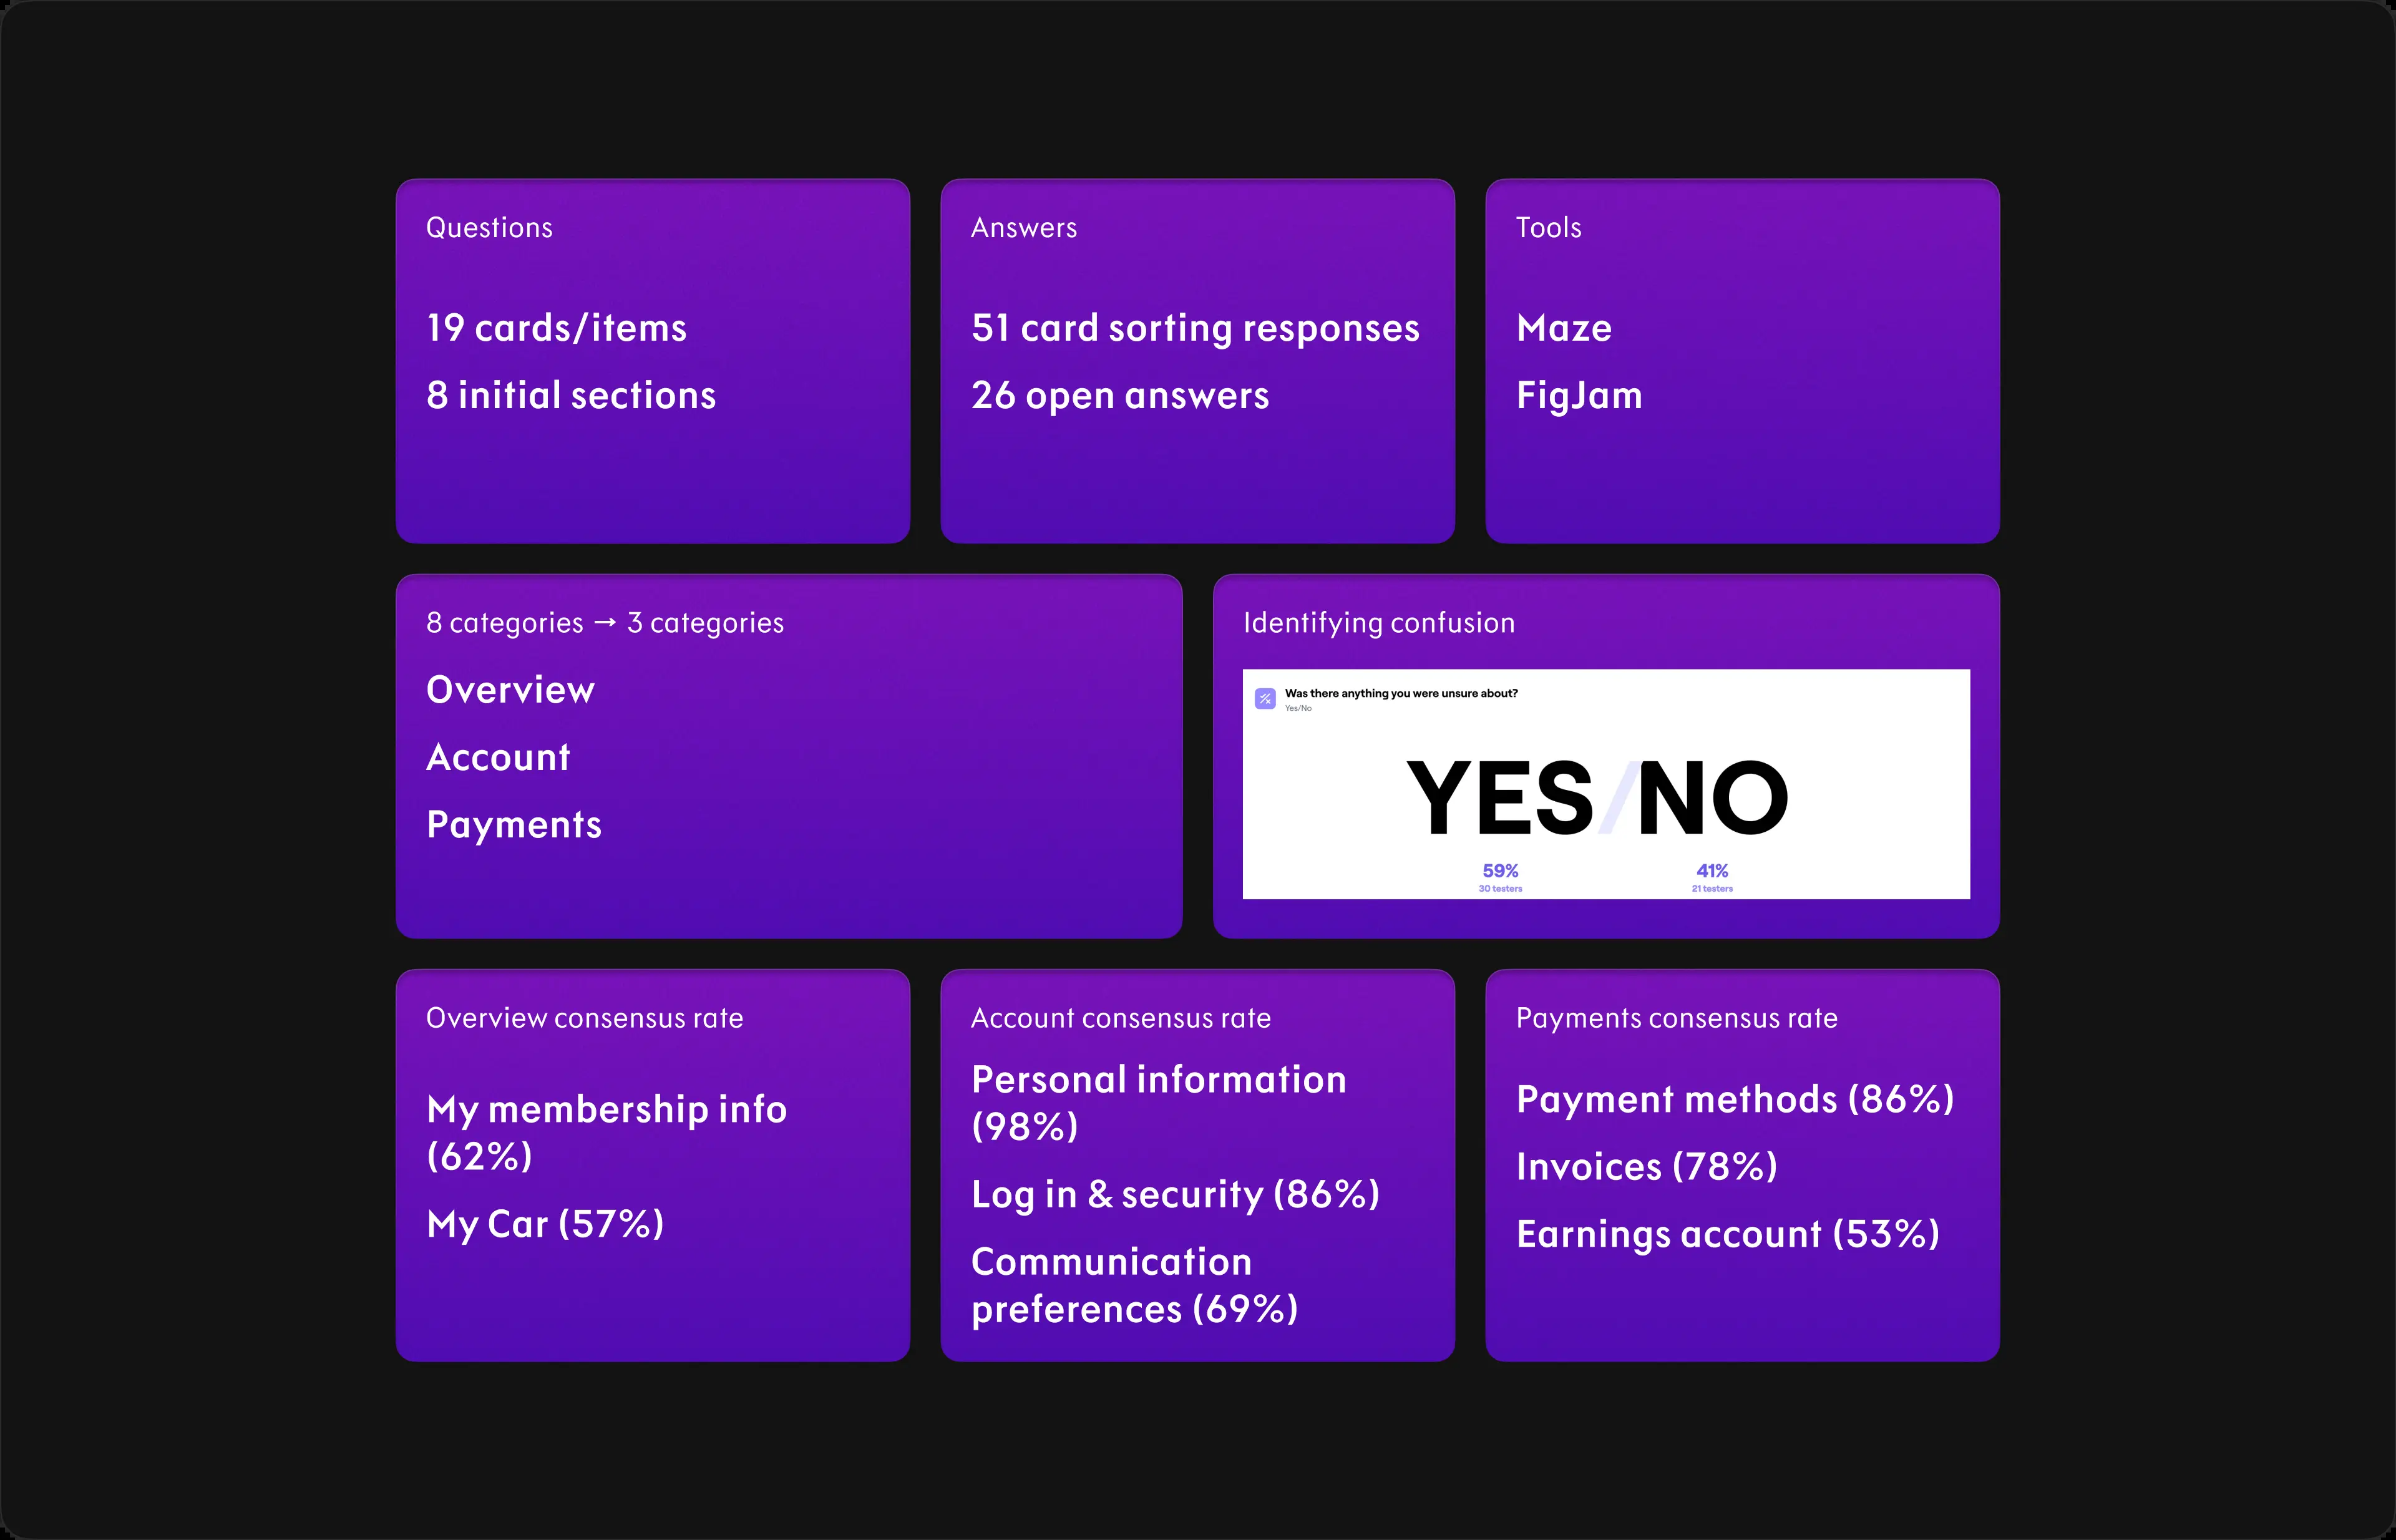 Questions
19 cards/items
8 initial sections
Answers
51 card sorting responses
26 open answers
Tools
Maze
FigJam
8 categories → 3 categories
Overview
Account
Payments
Identifying confusion
Was there anything you were unsure about?
Yes/No
YES/NO
59%
30 testers
41%
21 testers
Overview consensus rate
My membership info
(62%)
My Car (57%)
Account consensus rate
Personal information
(98%)
Log in & security (86%)
Communication
preferences (69%)
Payments consensus rate
Payment methods (86%)
Invoices (78%)
Earnings account (53%)